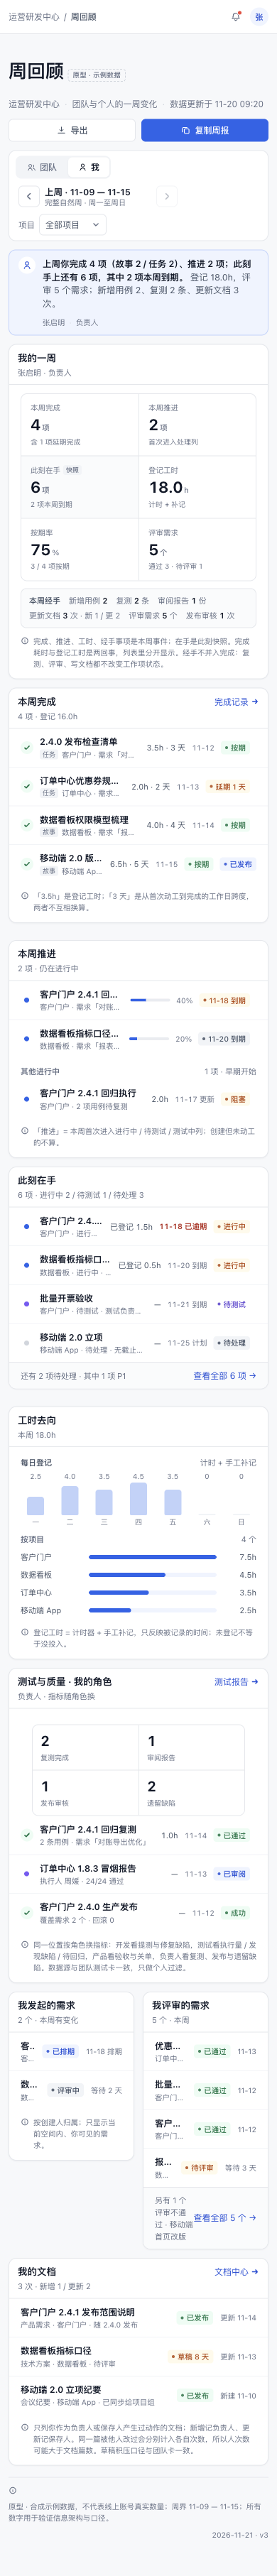 运营研发中心 / 周回顾
张
周回顾 原型 · 示例数据
运营研发中心 · 团队与个人的一周变化 · 数据更新于 11-20 09:20
导出
复制周报
团队 我
上周 · 11-09 — 11-15
完整自然周 · 周一至周日
项目 全部项目
上周你完成 4 项（故事 2 / 任务 2）、推进 2 项；此刻
手上还有 6 项，其中 2 项本周到期。 登记 18.0h，评
审 5 个需求；新增用例 2、复测 2 条、更新文档 3
次。
张启明 负责人
我的一周
张启明 · 负责人
本周完成
4项
含 1 项延期完成
本周推进
2项
首次进入处理列
此刻在手 快照
6项
2 项本周到期
登记工时
18.0h
计时 + 补记
按期率
75%
3 / 4 项按期
评审需求
5个
通过 3 · 待评审 1
本周经手 新增用例 2 复测 2 条 审阅报告 1 份
更新文档 3 次 · 新 1 / 更 2 评审需求 5 个 发布审核 1 次
完成、推进、工时、经手事项是本周事件；在手是此刻快照。完成
耗时与登记工时是两回事，列表里分开显示。经手不并入完成：复
测、评审、写文档都不改变工作项状态。
本周完成 完成记录
4 项 · 登记 16.0h
2.4.0 发布检查清单
任务 客户门户 · 需求「对... 3.5h · 3 天 11-12 按期
订单中心优惠券规...
任务 订单中心 · 需求... 2.0h · 2 天 11-13 延期 1 天
数据看板权限模型梳理
故事 数据看板 · 需求「报... 4.0h · 4 天 11-14 按期
移动端 2.0 版...
故事 移动端 Ap... 6.5h · 5 天 11-15 按期 已发布
「3.5h」是登记工时；「3 天」是从首次动工到完成的工作日跨度，
两者不互相换算。
本周推进
2 项 · 仍在进行中
客户门户 2.4.1 回...
客户门户 · 需求「对账... 40% 11-18 到期
数据看板指标口径...
数据看板 · 需求「报表... 20% 11-20 到期
其他进行中 1 项 · 早期开始
客户门户 2.4.1 回归执行
客户门户 · 2 项用例待复测 2.0h 11-17 更新 阻塞
「推进」= 本周首次进入进行中 / 待测试 / 测试中列；创建但未动工
的不算。
此刻在手
6 项 · 进行中 2 / 待测试 1 / 待处理 3
客户门户 2.4....
客户门户 · 进行... 已登记 1.5h 11-18 已逾期 进行中
数据看板指标口...
数据看板 · 进行中 · ... 已登记 0.5h 11-20 到期 进行中
批量开票验收
客户门户 · 待测试 · 测试负责... — 11-21 到期 待测试
移动端 2.0 立项
移动端 App · 待处理 · 无截止... — 11-25 计划 待处理
还有 2 项待处理 · 其中 1 项 P1 查看全部 6 项
工时去向
本周 18.0h
每日登记 计时 + 手工补记
2.5 4.0 3.5 4.5 3.5 0 0
一 二 三 四 五 六 日
按项目 4 个
客户门户 7.5h
数据看板 4.5h
订单中心 3.5h
移动端 App 2.5h
登记工时 = 计时器 + 手工补记，只反映被记录的时间；未登记不等
于没投入。
测试与质量 · 我的角色 测试报告
负责人 · 指标随角色换
2
复测完成
1
审阅报告
1
发布审核
2
遗留缺陷
客户门户 2.4.1 回归复测
2 条用例 · 需求「对账导出优化」 1.0h 11-14 已通过
订单中心 1.8.3 冒烟报告
执行人 周媛 · 24/24 通过 — 11-13 已审阅
客户门户 2.4.0 生产发布
覆盖需求 2 个 · 回滚 0 — 11-12 成功
同一位置按角色换指标：开发看提测与修复缺陷，测试看执行量 / 发
现缺陷 / 待回归，产品看验收与关单，负责人看复测、发布与遗留缺
陷。数据源与团队测试卡一致，只做个人过滤。
我发起的需求
2 个 · 本周有变化
客...
客... 已排期 11-18 排期
数...
数... 评审中 等待 2 天
按创建人归属：只显示当
前空间内、你可见的需
求。
我评审的需求
5 个 · 本周
优惠...
订单中... 已通过 11-13
批量...
客户门... 已通过 11-12
客户...
客户门... 已通过 11-12
报...
数... 待评审 等待 3 天
另有 1 个
评审不通
过 · 移动端
首页改版
查看全部 5 个
我的文档 文档中心
3 次 · 新增 1 / 更新 2
客户门户 2.4.1 发布范围说明
产品需求 · 客户门户 · 随 2.4.0 发布 已发布 更新 11-14
数据看板指标口径
技术方案 · 数据看板 · 待评审 草稿 8 天 更新 11-13
移动端 2.0 立项纪要
会议纪要 · 移动端 App · 已同步给项目组 已发布 新建 11-10
只列你作为负责人或保存人产生过动作的文档；新增记负责人、更
新记保存人。同一篇被他人改过会分别计入各自次数，所以人次数
可能大于文档篇数。草稿积压口径与团队卡一致。
原型 · 合成示例数据，不代表线上账号真实数量；周界 11-09 — 11-15；所有
数字用于验证信息架构与口径。
2026-11-21 · v3